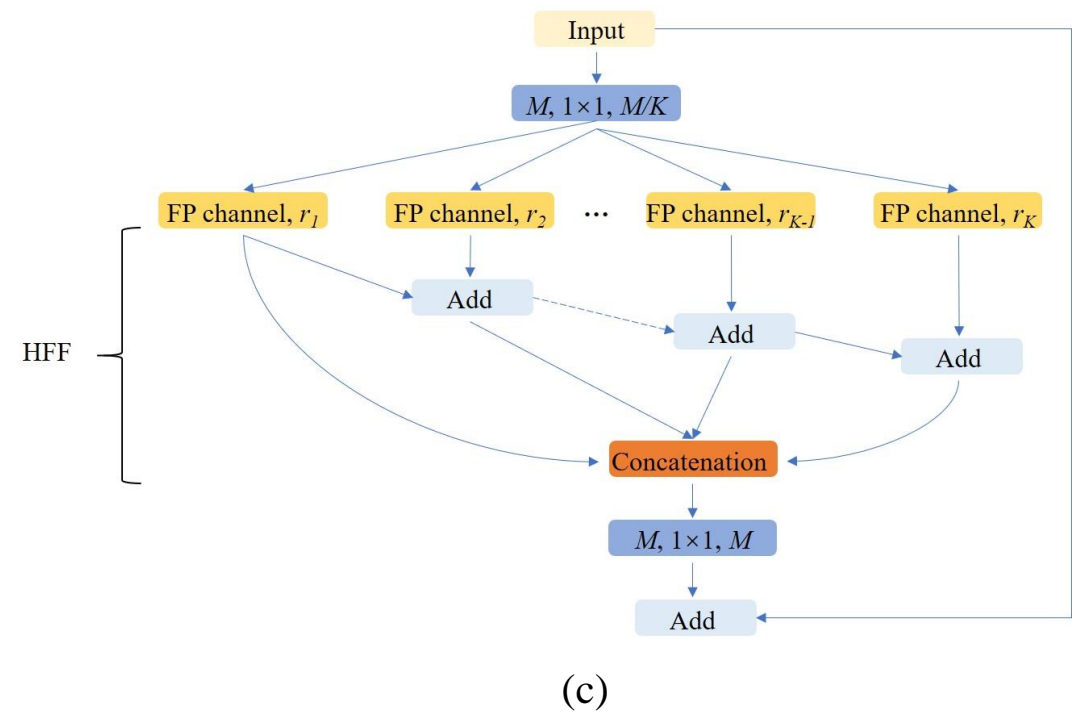 Input
M, 1×1, M/K
FP channel, r1
FP channel, r2
...
FP channel, rK-1
FP channel, rK
Add
Add
Add
HFF
Concatenation
M, 1×1, M
Add
(c)